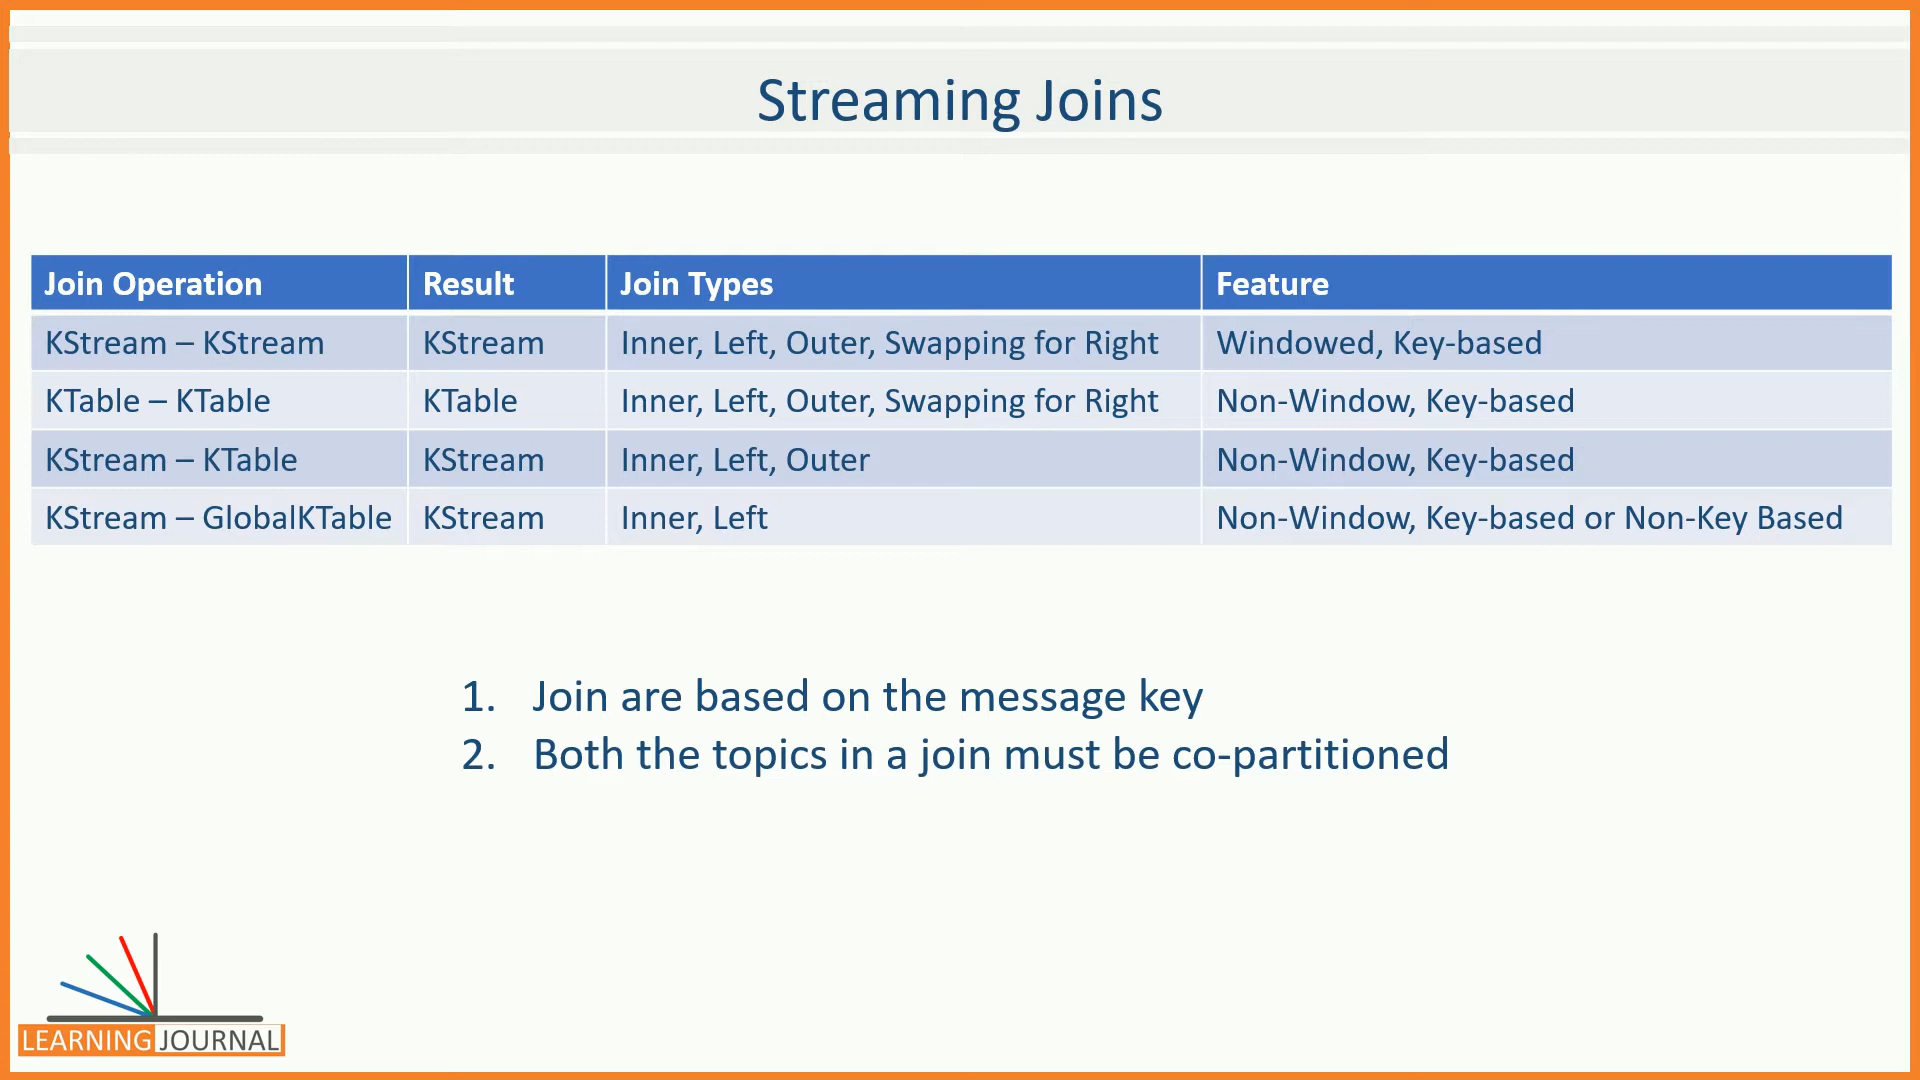 Streaming Joins
Join Operation Result Join Types Feature
KStream – KStream KStream Inner, Left, Outer, Swapping for Right Windowed, Key-based
KTable – KTable KTable Inner, Left, Outer, Swapping for Right Non-Window, Key-based
KStream – KTable KStream Inner, Left, Outer Non-Window, Key-based
KStream – GlobalKTable KStream Inner, Left Non-Window, Key-based or Non-Key Based
1. Join are based on the message key
2. Both the topics in a join must be co-partitioned
LEARNING JOURNAL